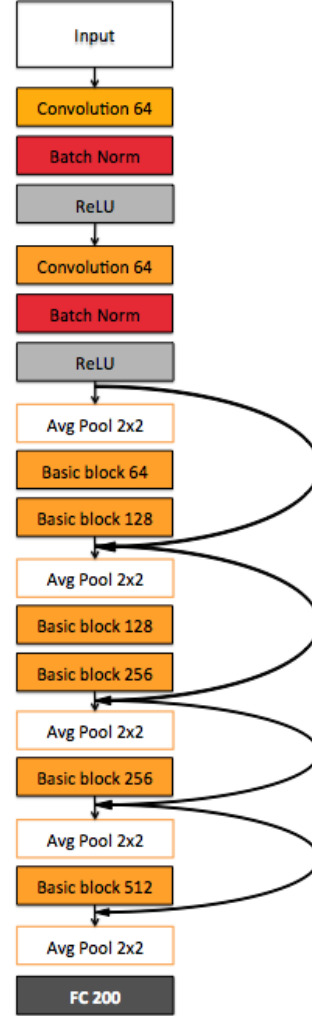 Input
Convolution 64
Batch Norm
ReLU
Convolution 64
Batch Norm
ReLU
Avg Pool 2x2
Basic block 64
Basic block 128
Avg Pool 2x2
Basic block 128
Basic block 256
Avg Pool 2x2
Basic block 256
Avg Pool 2x2
Basic block 512
Avg Pool 2x2
FC 200